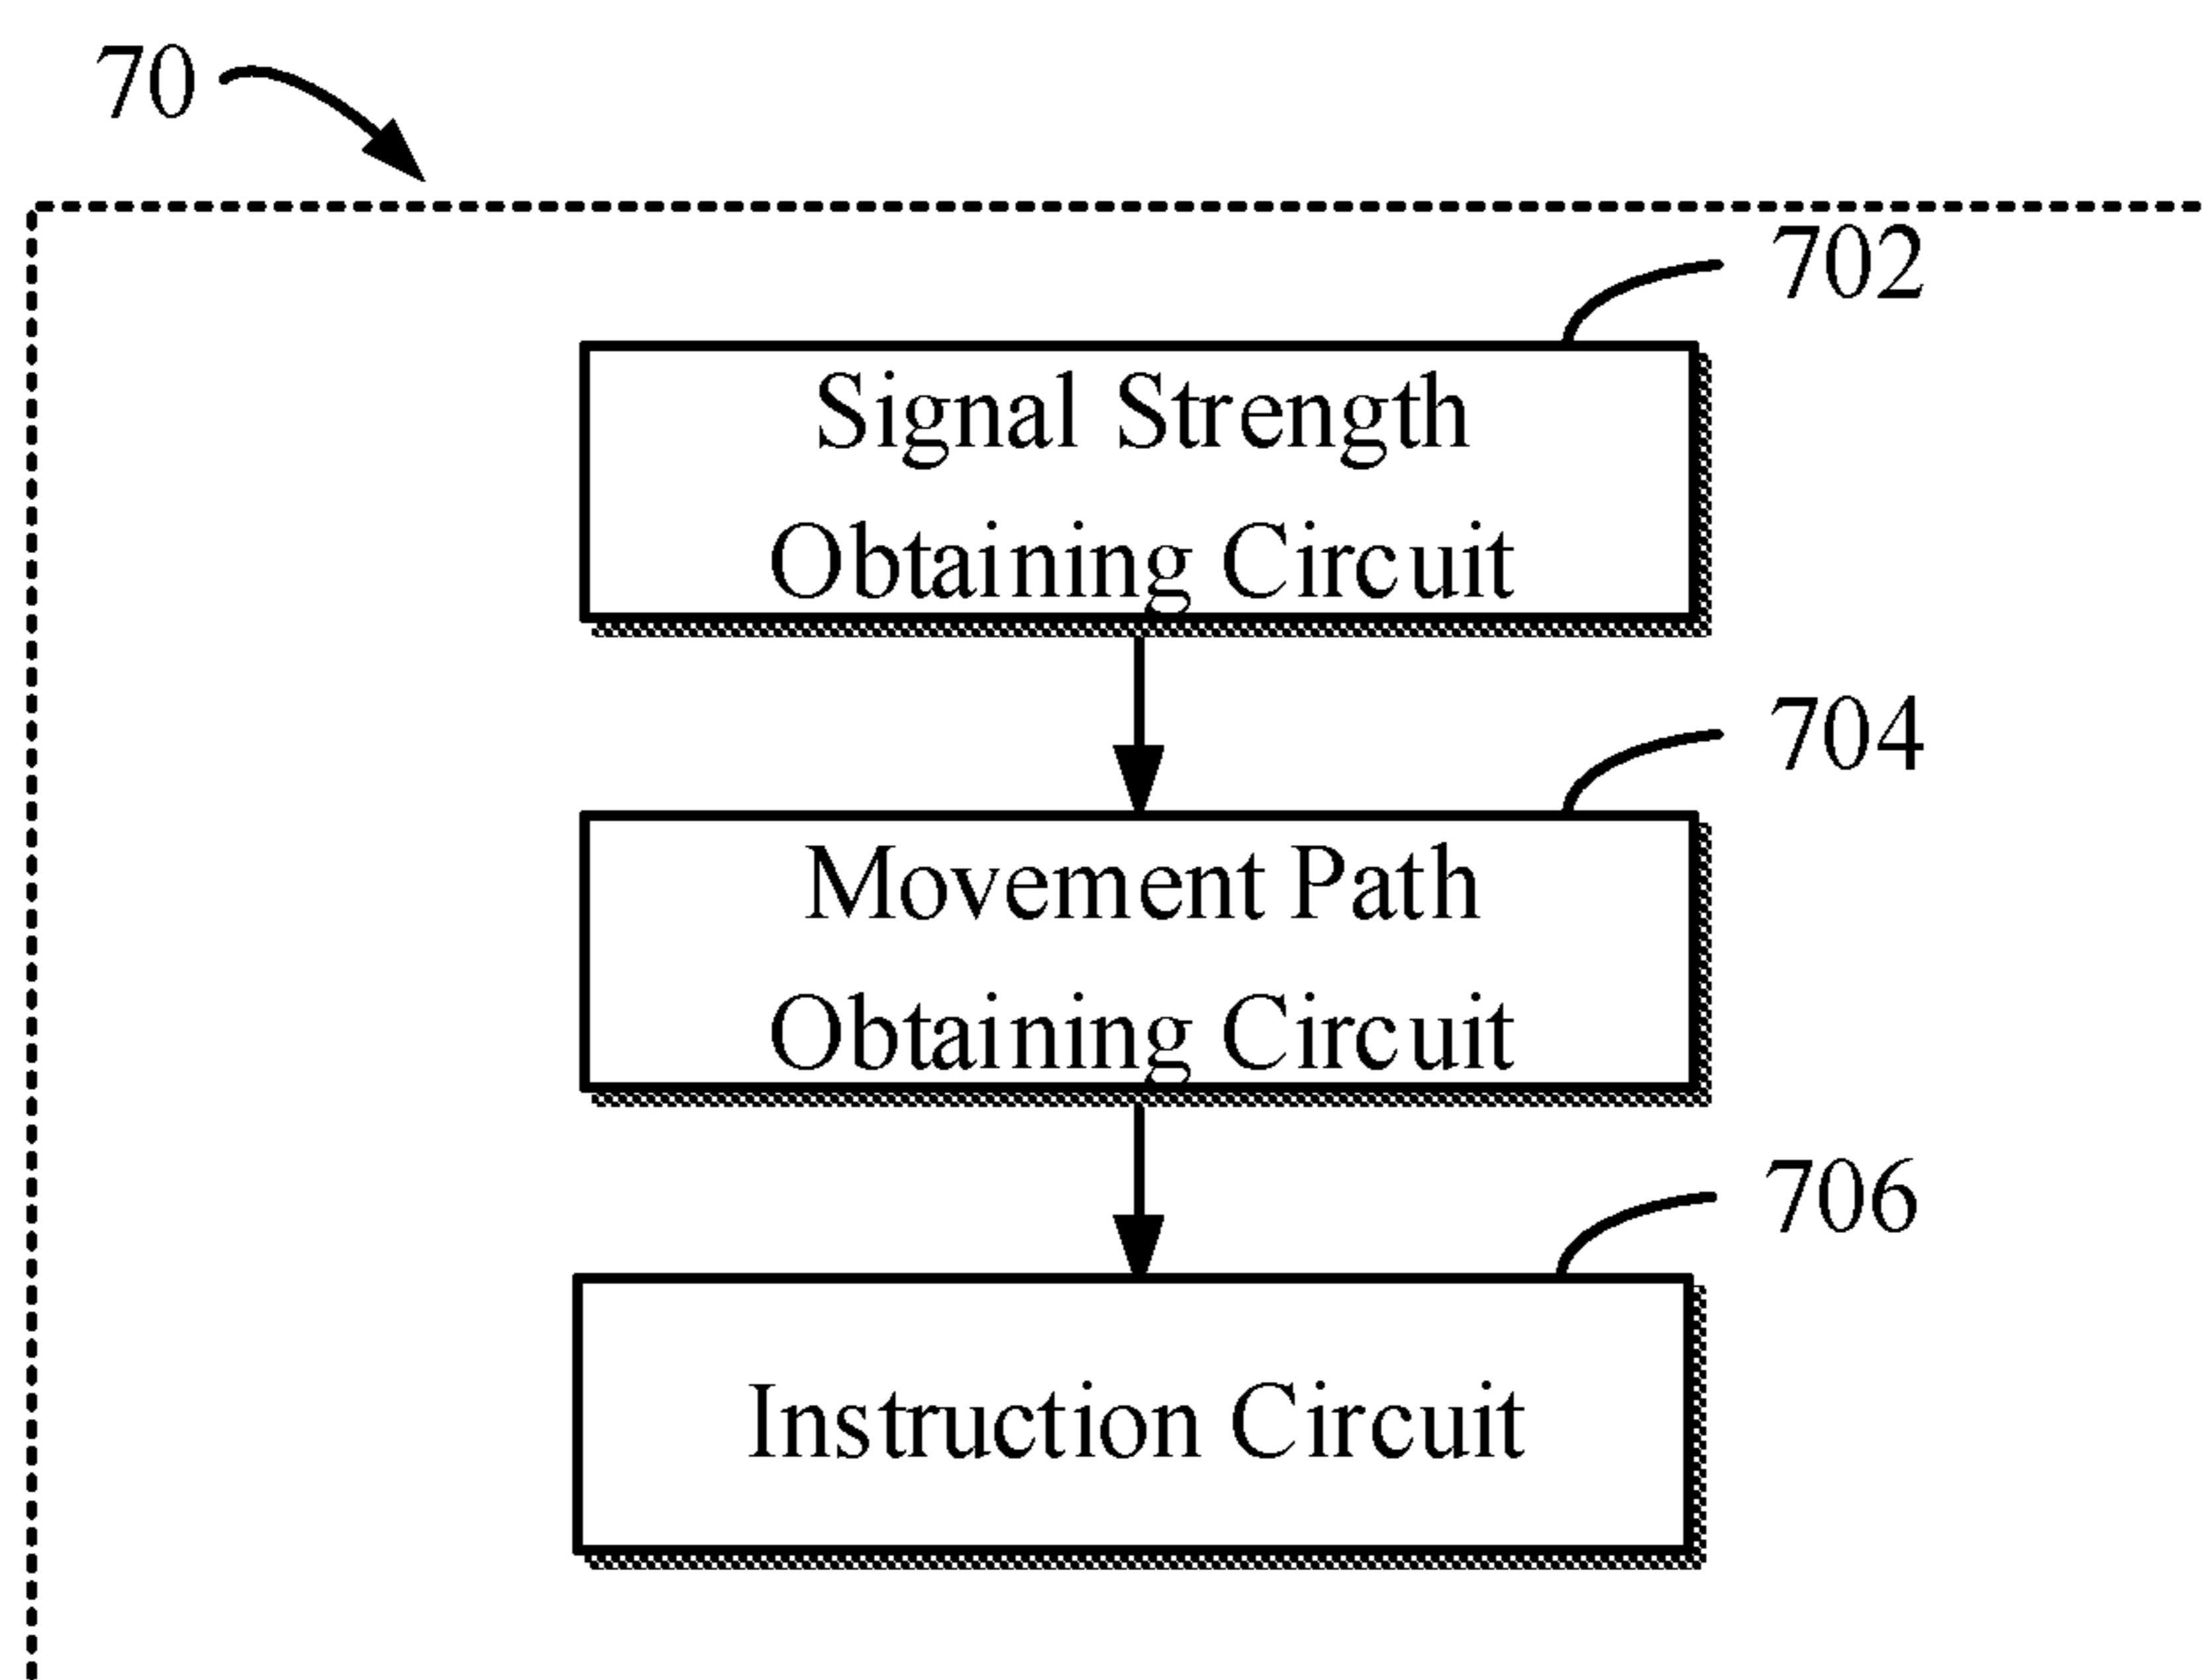 70
702
Signal Strength
Obtaining Circuit
704
Movement Path
Obtaining Circuit
706
Instruction Circuit